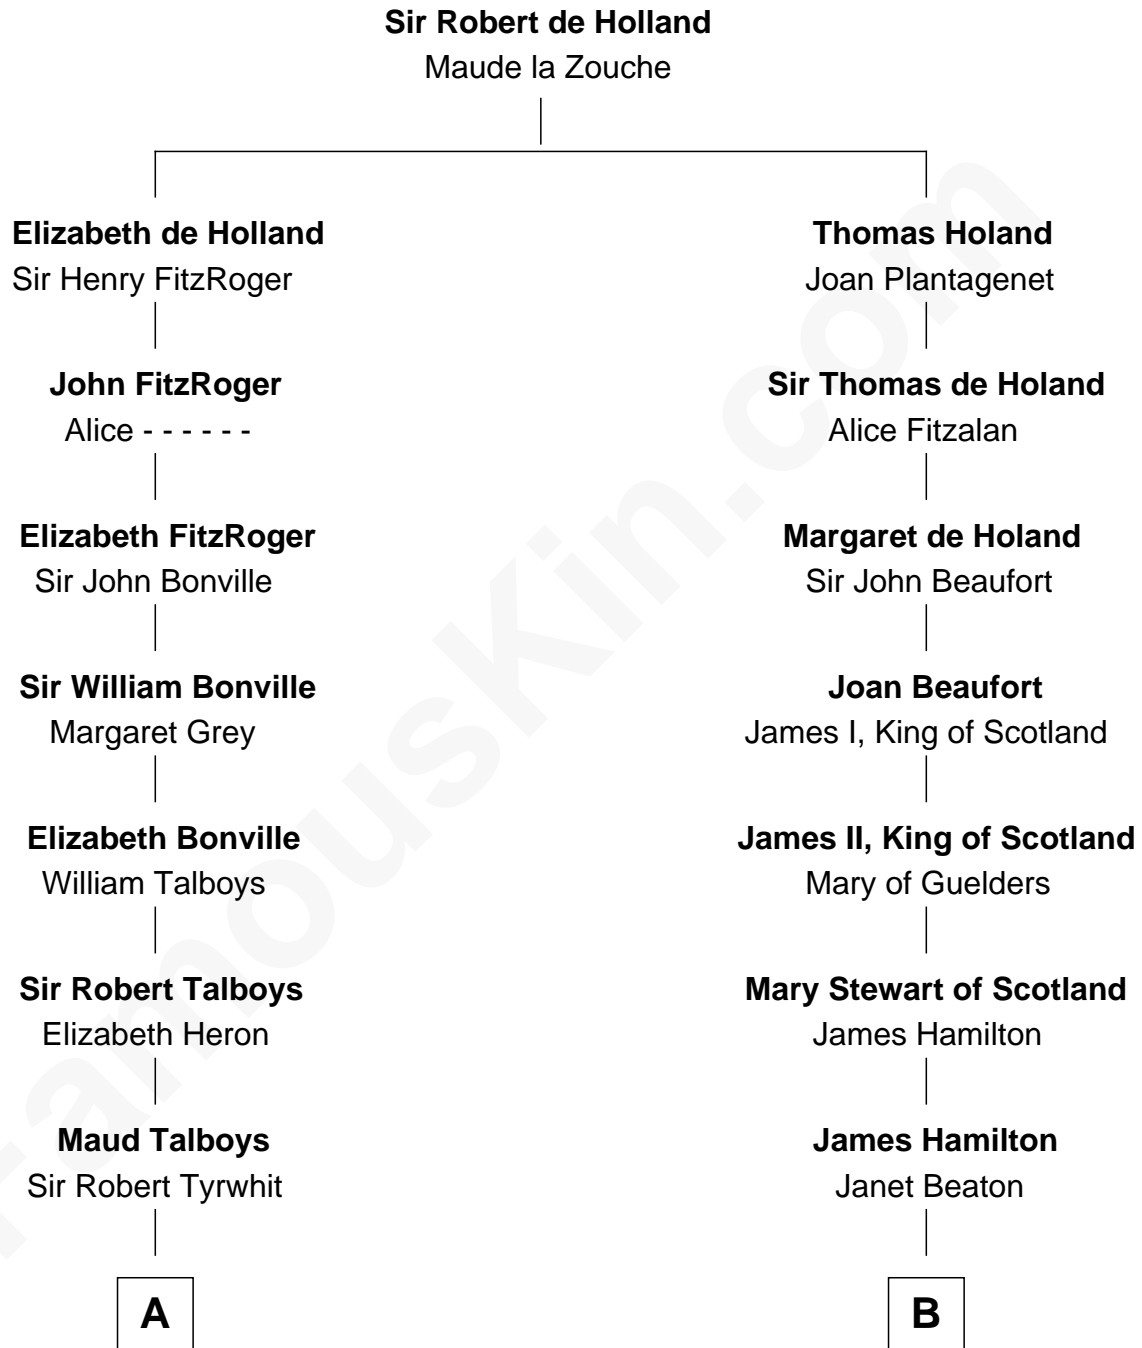 Sir Robert de Holland
Maude la Zouche
Elizabeth de Holland
Sir Henry FitzRoger
Thomas Holand
Joan Plantagenet
John FitzRoger
Alice - - - - - -
Sir Thomas de Holand
Alice Fitzalan
Elizabeth FitzRoger
Sir John Bonville
Margaret de Holand
Sir John Beaufort
Sir William Bonville
Margaret Grey
Joan Beaufort
James I, King of Scotland
Elizabeth Bonville
William Talboys
James II, King of Scotland
Mary of Guelders
Sir Robert Talboys
Elizabeth Heron
Mary Stewart of Scotland
James Hamilton
Maud Talboys
Sir Robert Tyrwhit
James Hamilton
Janet Beaton
A
B
FamousKin.com